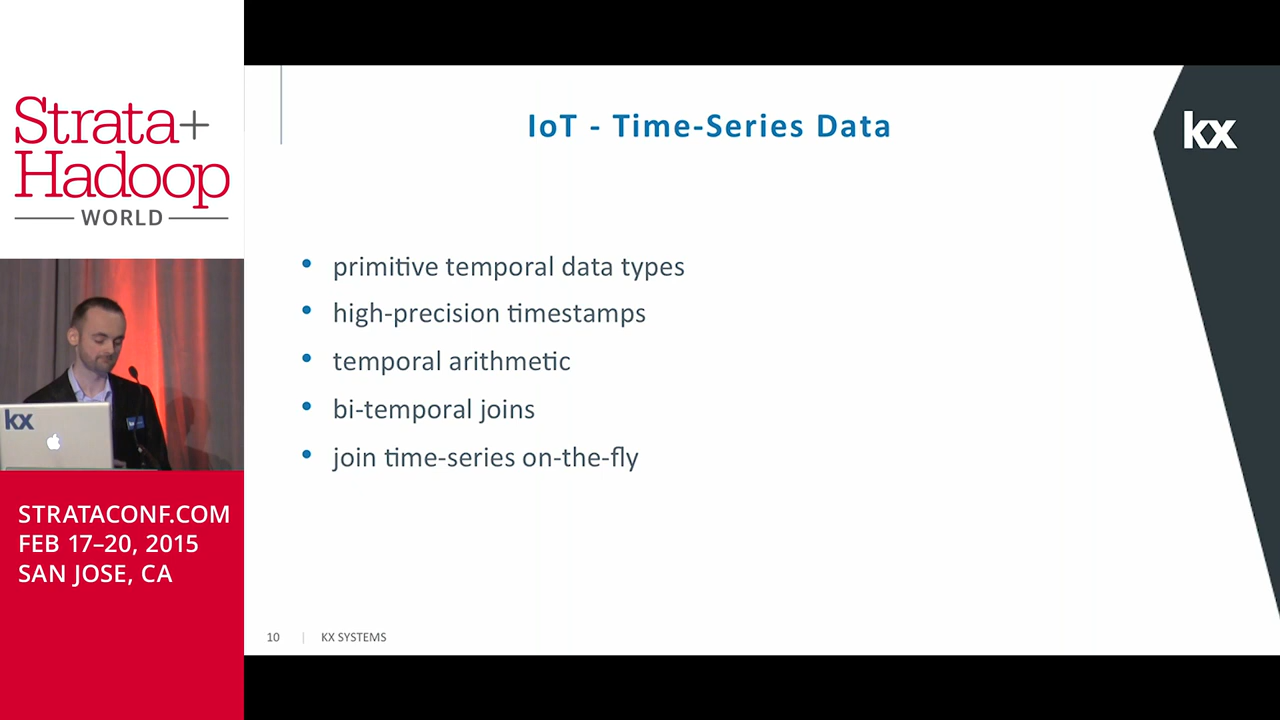 Strata+
Hadoop
WORLD
kx
STRATACONF.COM
FEB 17–20, 2015
SAN JOSE, CA
IoT - Time-Series Data
kx
• primitive temporal data types
• high-precision timestamps
• temporal arithmetic
• bi-temporal joins
• join time-series on-the-fly
10 | KX SYSTEMS